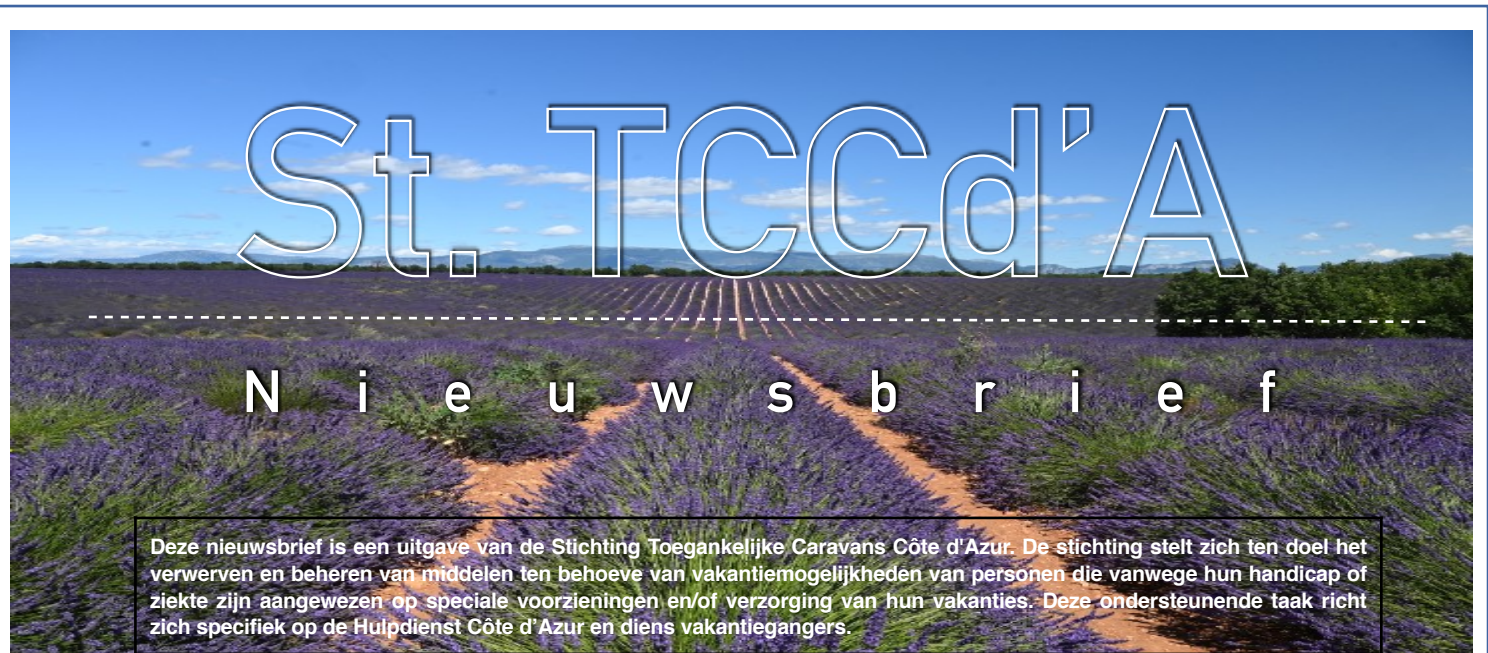 St. TCCd'A
Nieuwsbrief
Deze nieuwsbrief is een uitgave van de Stichting Toegankelijke Caravans Côte d'Azur. De stichting stelt zich ten doel het
verwerven en beheren van middelen ten behoeve van vakantiemogelijkheden van personen die vanwege hun handicap of
ziekte zijn aangewezen op speciale voorzieningen en/of verzorging van hun vakanties. Deze ondersteunende taak richt
zich specifiek op de Hulpdienst Côte d'Azur en diens vakantiegangers.